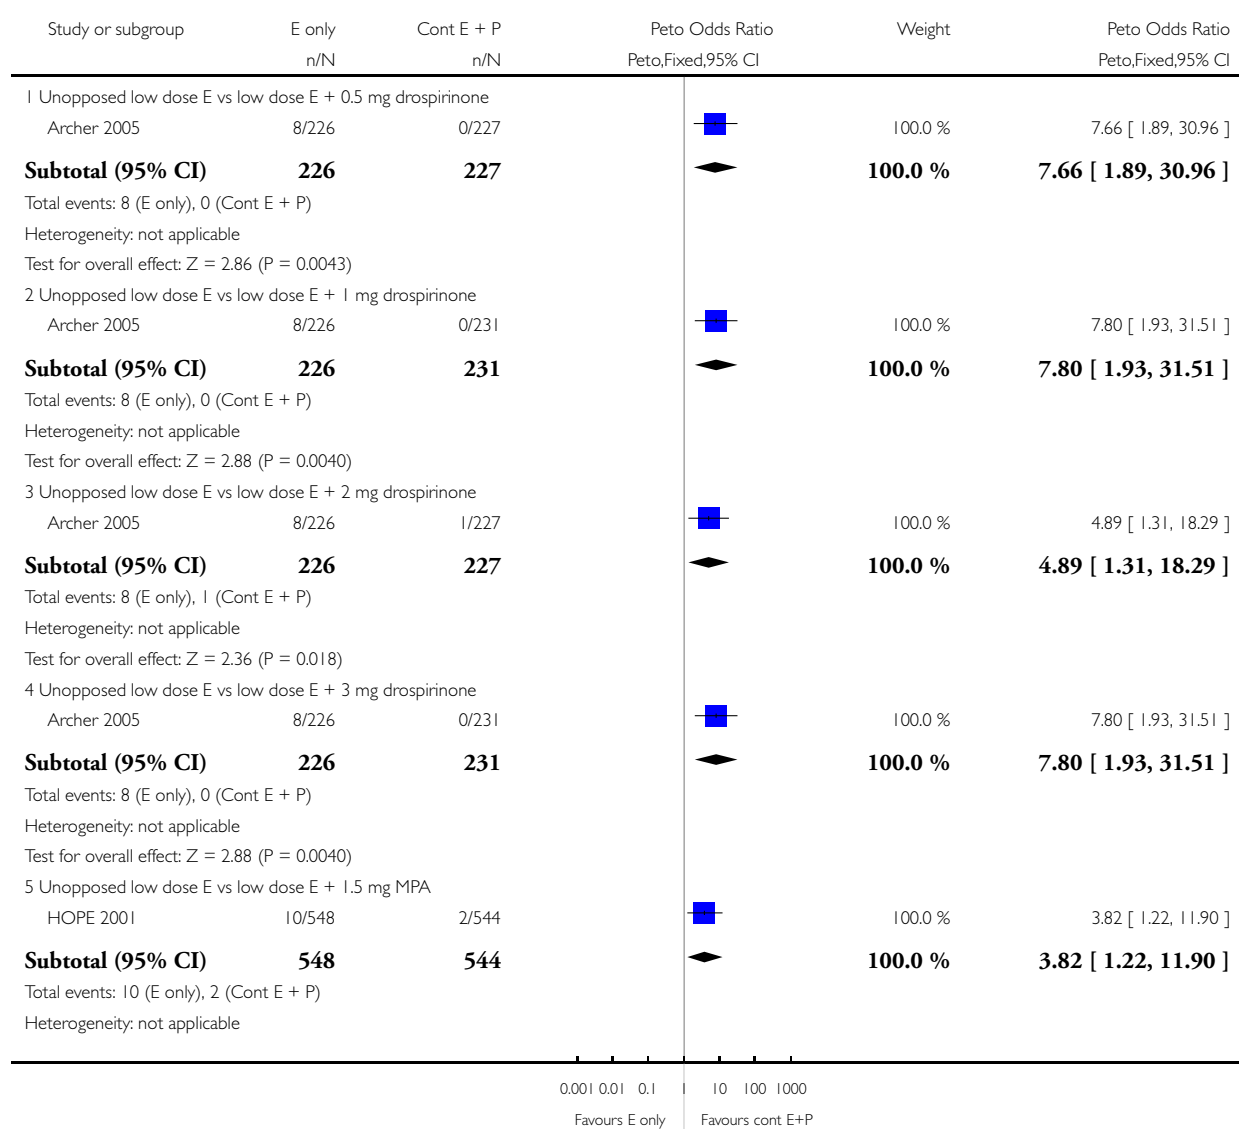 Study or subgroup E only Cont E + P Peto Odds Ratio Weight Peto Odds Ratio
n/N n/N Peto,Fixed,95% CI Peto,Fixed,95% CI
1 Unopposed low dose E vs low dose E + 0.5 mg drospirinone
Archer 2005 8/226 0/227 100.0 % 7.66 [ 1.89, 30.96 ]
Subtotal (95% CI) 226 227 100.0 % 7.66 [ 1.89, 30.96 ]
Total events: 8 (E only), 0 (Cont E + P)
Heterogeneity: not applicable
Test for overall effect: Z = 2.86 (P = 0.0043)
2 Unopposed low dose E vs low dose E + 1 mg drospirinone
Archer 2005 8/226 0/231 100.0 % 7.80 [ 1.93, 31.51 ]
Subtotal (95% CI) 226 231 100.0 % 7.80 [ 1.93, 31.51 ]
Total events: 8 (E only), 0 (Cont E + P)
Heterogeneity: not applicable
Test for overall effect: Z = 2.88 (P = 0.0040)
3 Unopposed low dose E vs low dose E + 2 mg drospirinone
Archer 2005 8/226 1/227 100.0 % 4.89 [ 1.31, 18.29 ]
Subtotal (95% CI) 226 227 100.0 % 4.89 [ 1.31, 18.29 ]
Total events: 8 (E only), 1 (Cont E + P)
Heterogeneity: not applicable
Test for overall effect: Z = 2.36 (P = 0.018)
4 Unopposed low dose E vs low dose E + 3 mg drospirinone
Archer 2005 8/226 0/231 100.0 % 7.80 [ 1.93, 31.51 ]
Subtotal (95% CI) 226 231 100.0 % 7.80 [ 1.93, 31.51 ]
Total events: 8 (E only), 0 (Cont E + P)
Heterogeneity: not applicable
Test for overall effect: Z = 2.88 (P = 0.0040)
5 Unopposed low dose E vs low dose E + 1.5 mg MPA
HOPE 2001 10/548 2/544 100.0 % 3.82 [ 1.22, 11.90 ]
Subtotal (95% CI) 548 544 100.0 % 3.82 [ 1.22, 11.90 ]
Total events: 10 (E only), 2 (Cont E + P)
Heterogeneity: not applicable
0.001 0.01 0.1 1 10 100 1000
Favours E only Favours cont E+P